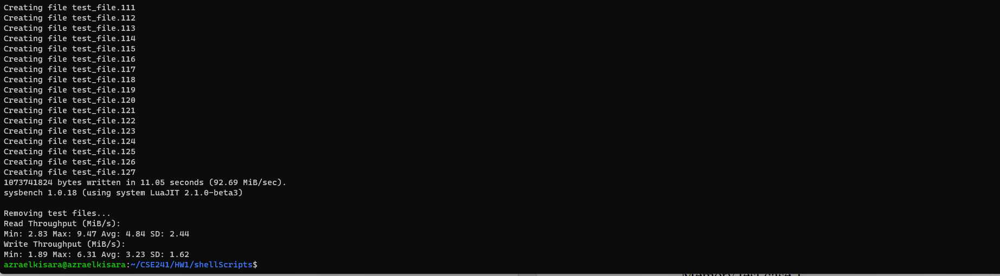 Creating file test_file.111
Creating file test_file.112
Creating file test_file.113
Creating file test_file.114
Creating file test_file.115
Creating file test_file.116
Creating file test_file.117
Creating file test_file.118
Creating file test_file.119
Creating file test_file.120
Creating file test_file.121
Creating file test_file.122
Creating file test_file.123
Creating file test_file.124
Creating file test_file.125
Creating file test_file.126
Creating file test_file.127
1073741824 bytes written in 11.05 seconds (92.69 MiB/sec).
sysbench 1.0.18 (using system LuaJIT 2.1.0-beta3)
Removing test files...
Read Throughput (MiB/s):
Min: 2.83 Max: 9.47 Avg: 4.84 SD: 2.44
Write Throughput (MiB/s):
Min: 1.89 Max: 6.31 Avg: 3.23 SD: 1.62
azraelkisara@azraelkisara:~/CSE241/HW1/shellScripts$